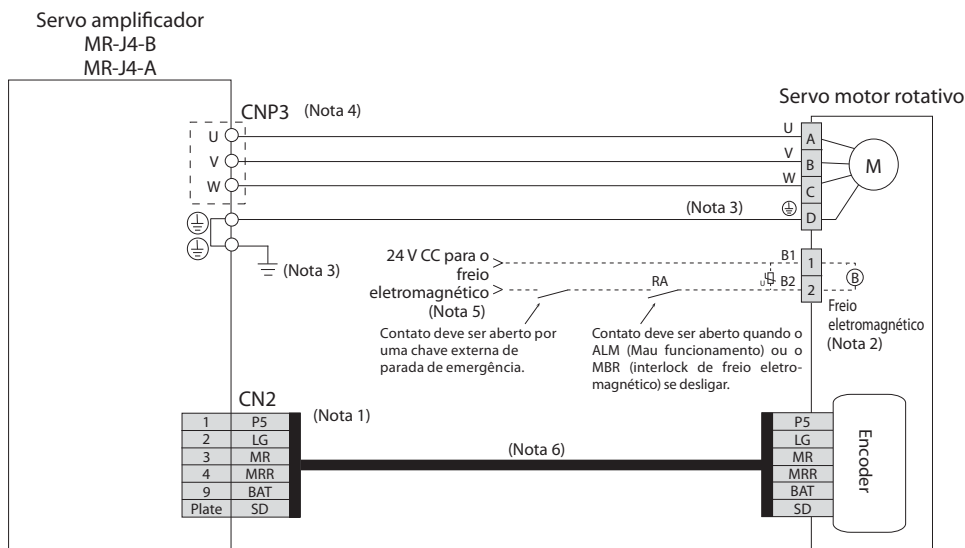 Servo amplificador
MR-J4-B
MR-J4-A
Servo motor rotativo
CNP3 (Nota 4)
U
V
W
U
V
W
A
B
C
D
M
(Nota 3)
(Nota 3)
24 V CC para o
freio
eletromagnético
(Nota 5)
RA
B1
B2
U
1
2
B
Freio
eletromagnético
(Nota 2)
Contato deve ser aberto por
uma chave externa de
parada de emergência.
Contato deve ser aberto quando o
ALM (Mau funcionamento) ou o
MBR (interlock de freio eletro-
magnético) se desligar.
CN2
(Nota 1)
1 P5
2 LG
3 MR
4 MRR
9 BAT
Plate SD
(Nota 6)
P5
LG
MR
MRR
BAT
SD
Encoder